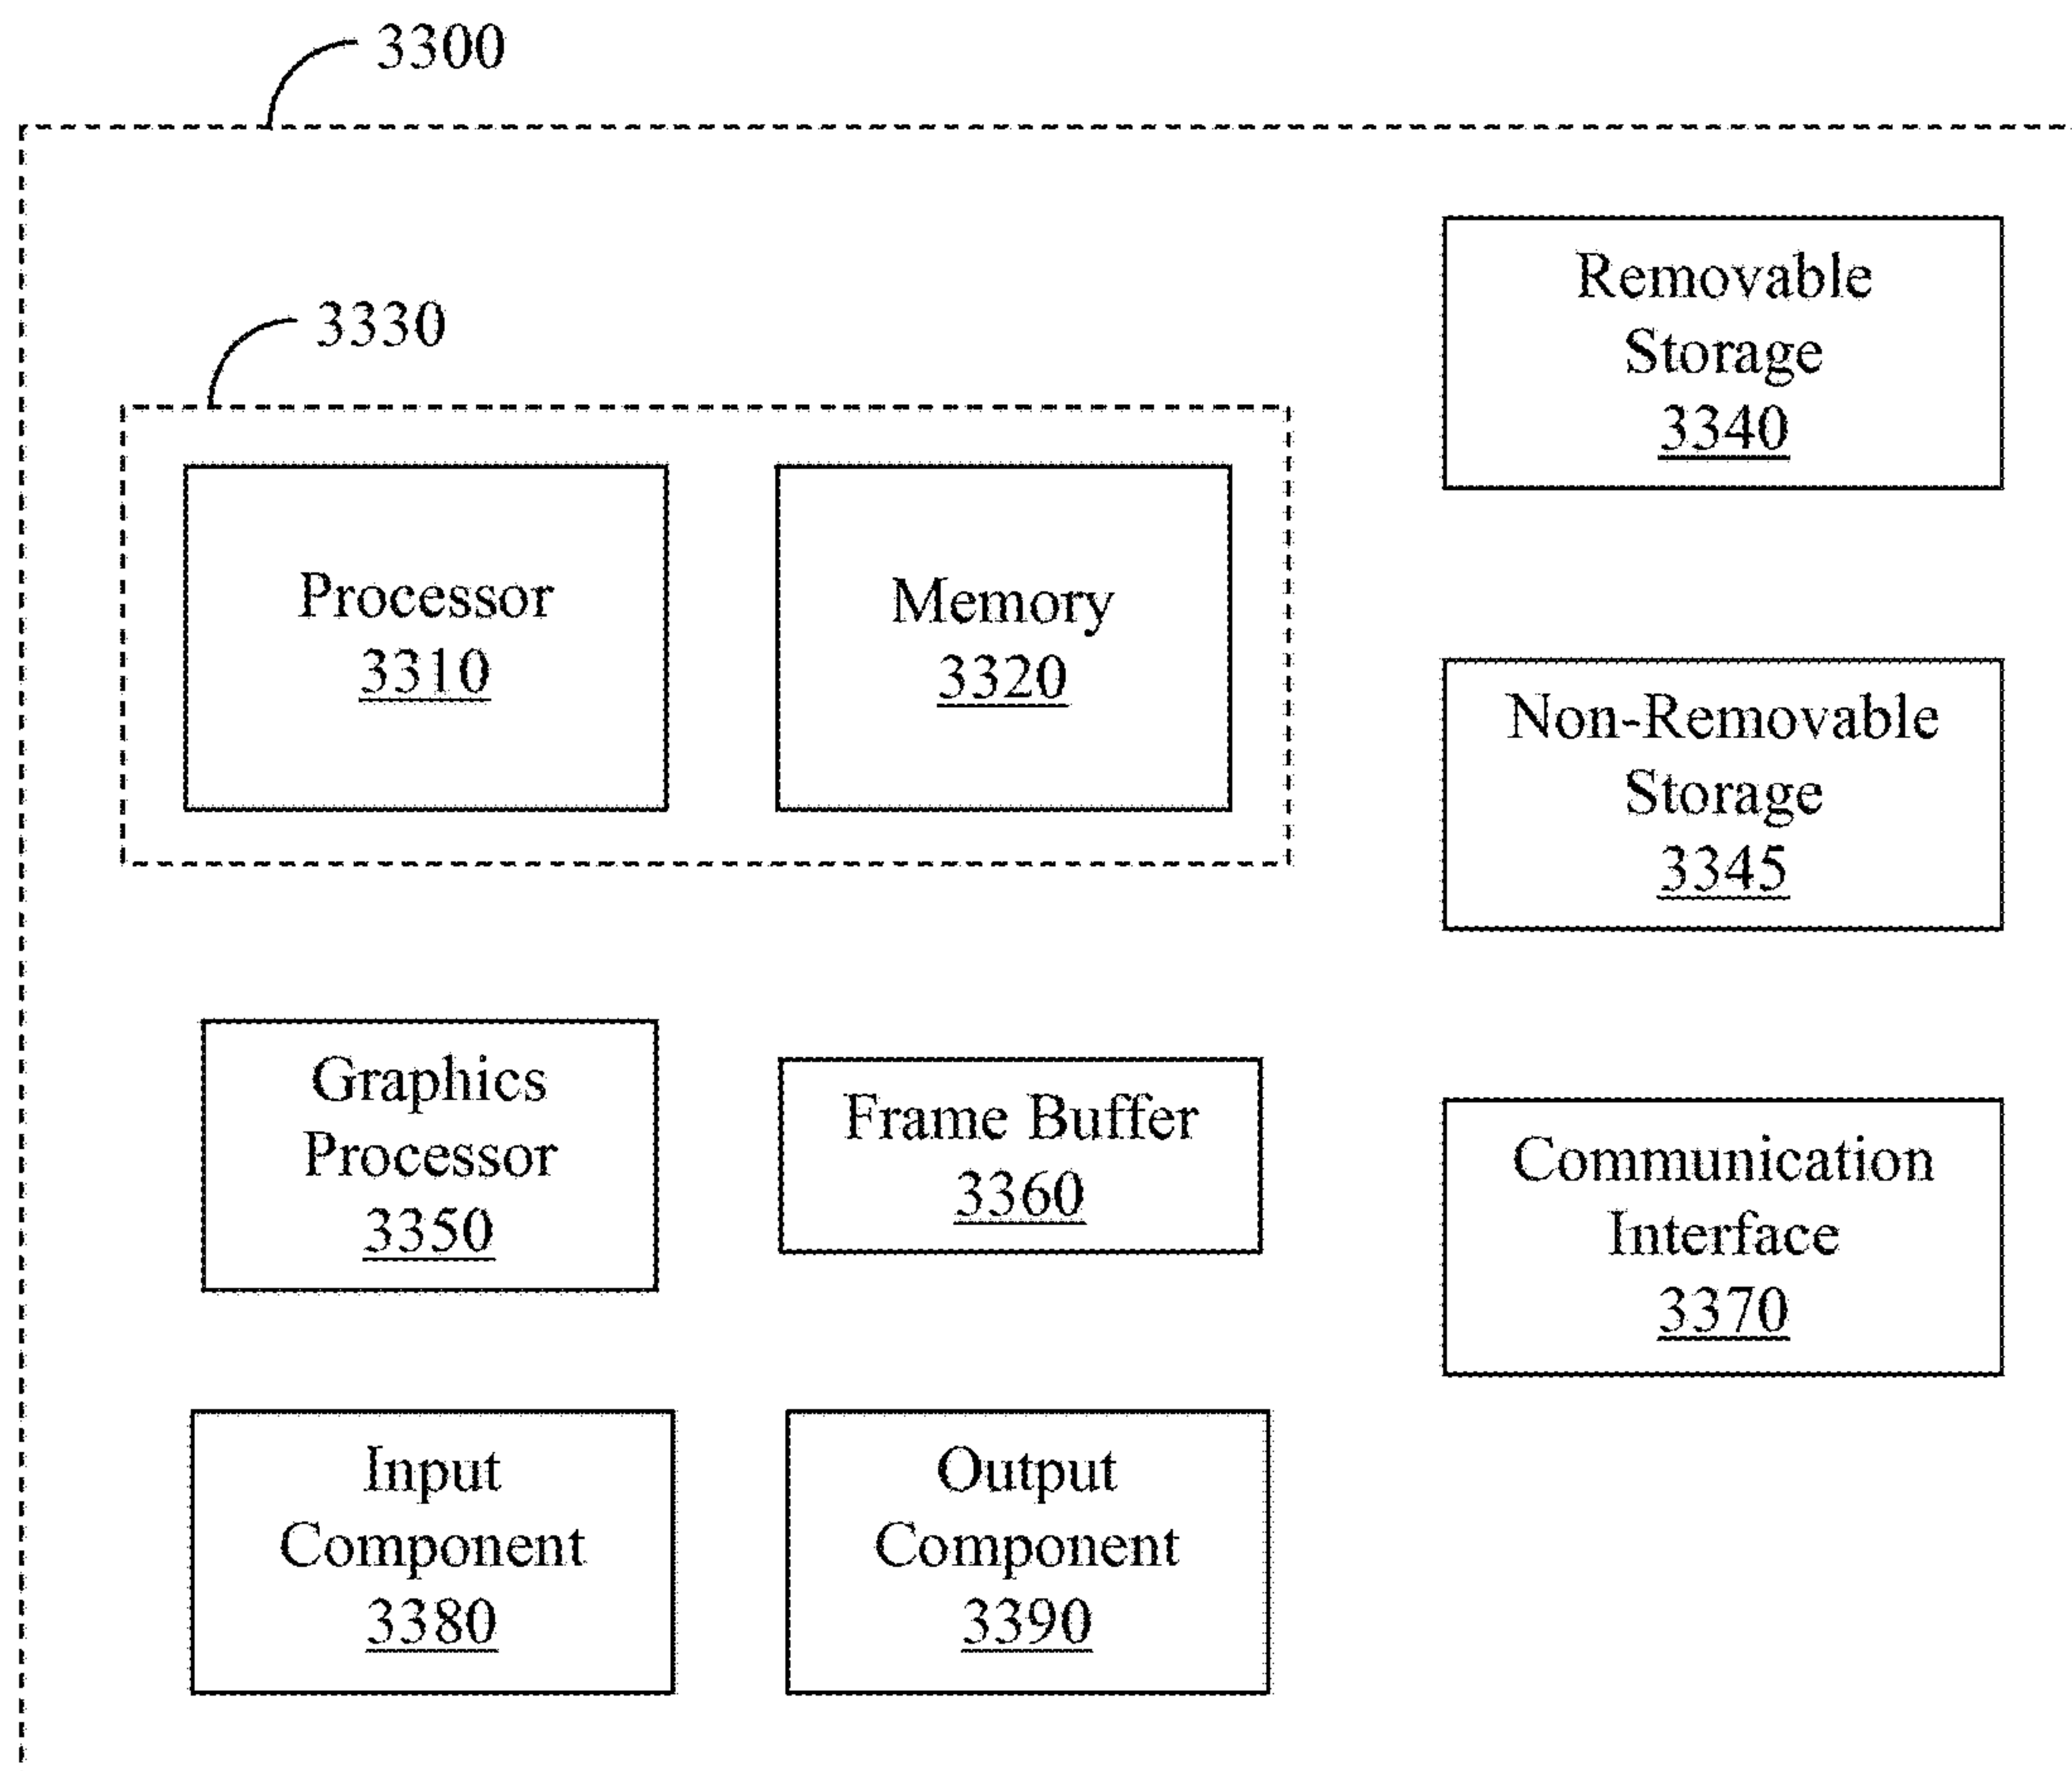 3300
3330
Removable
Storage
3340
Processor
3310
Memory
3320
Non-Removable
Storage
3345
Graphics
Processor
3350
Frame Buffer
3360
Communication
Interface
3370
Input
Component
3380
Output
Component
3390